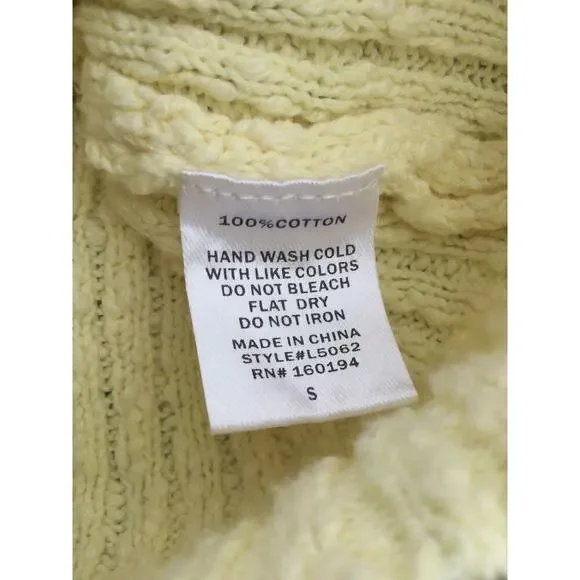 100%COTTON
HAND WASH COLD
WITH LIKE COLORS
DO NOT BLEACH
FLAT DRY
DO NOT IRON
MADE IN CHINA
STYLE#L5062
RN# 160194
S